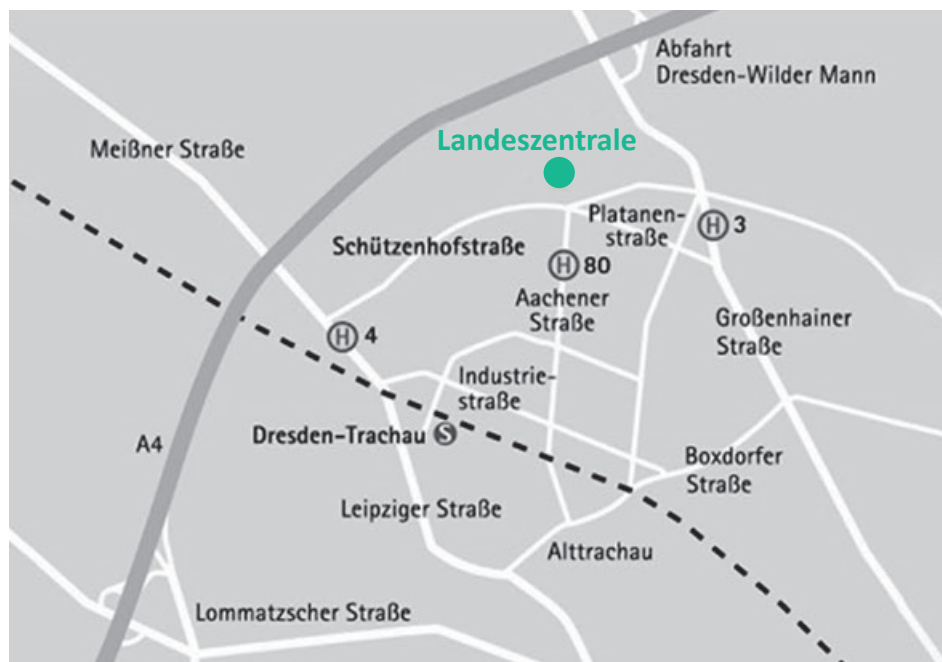 Abfahrt
Dresden-Wilder Mann
Landeszentrale
Meißner Straße
Platanen-
straße
H 3
Schützenhofstraße
H 80
Aachener
Straße
Großenhainer
Straße
H 4
Industrie-
straße
Dresden-Trachau S
A4
Boxdorfer
Straße
Leipziger Straße
Alttrachau
Lommatzscher Straße